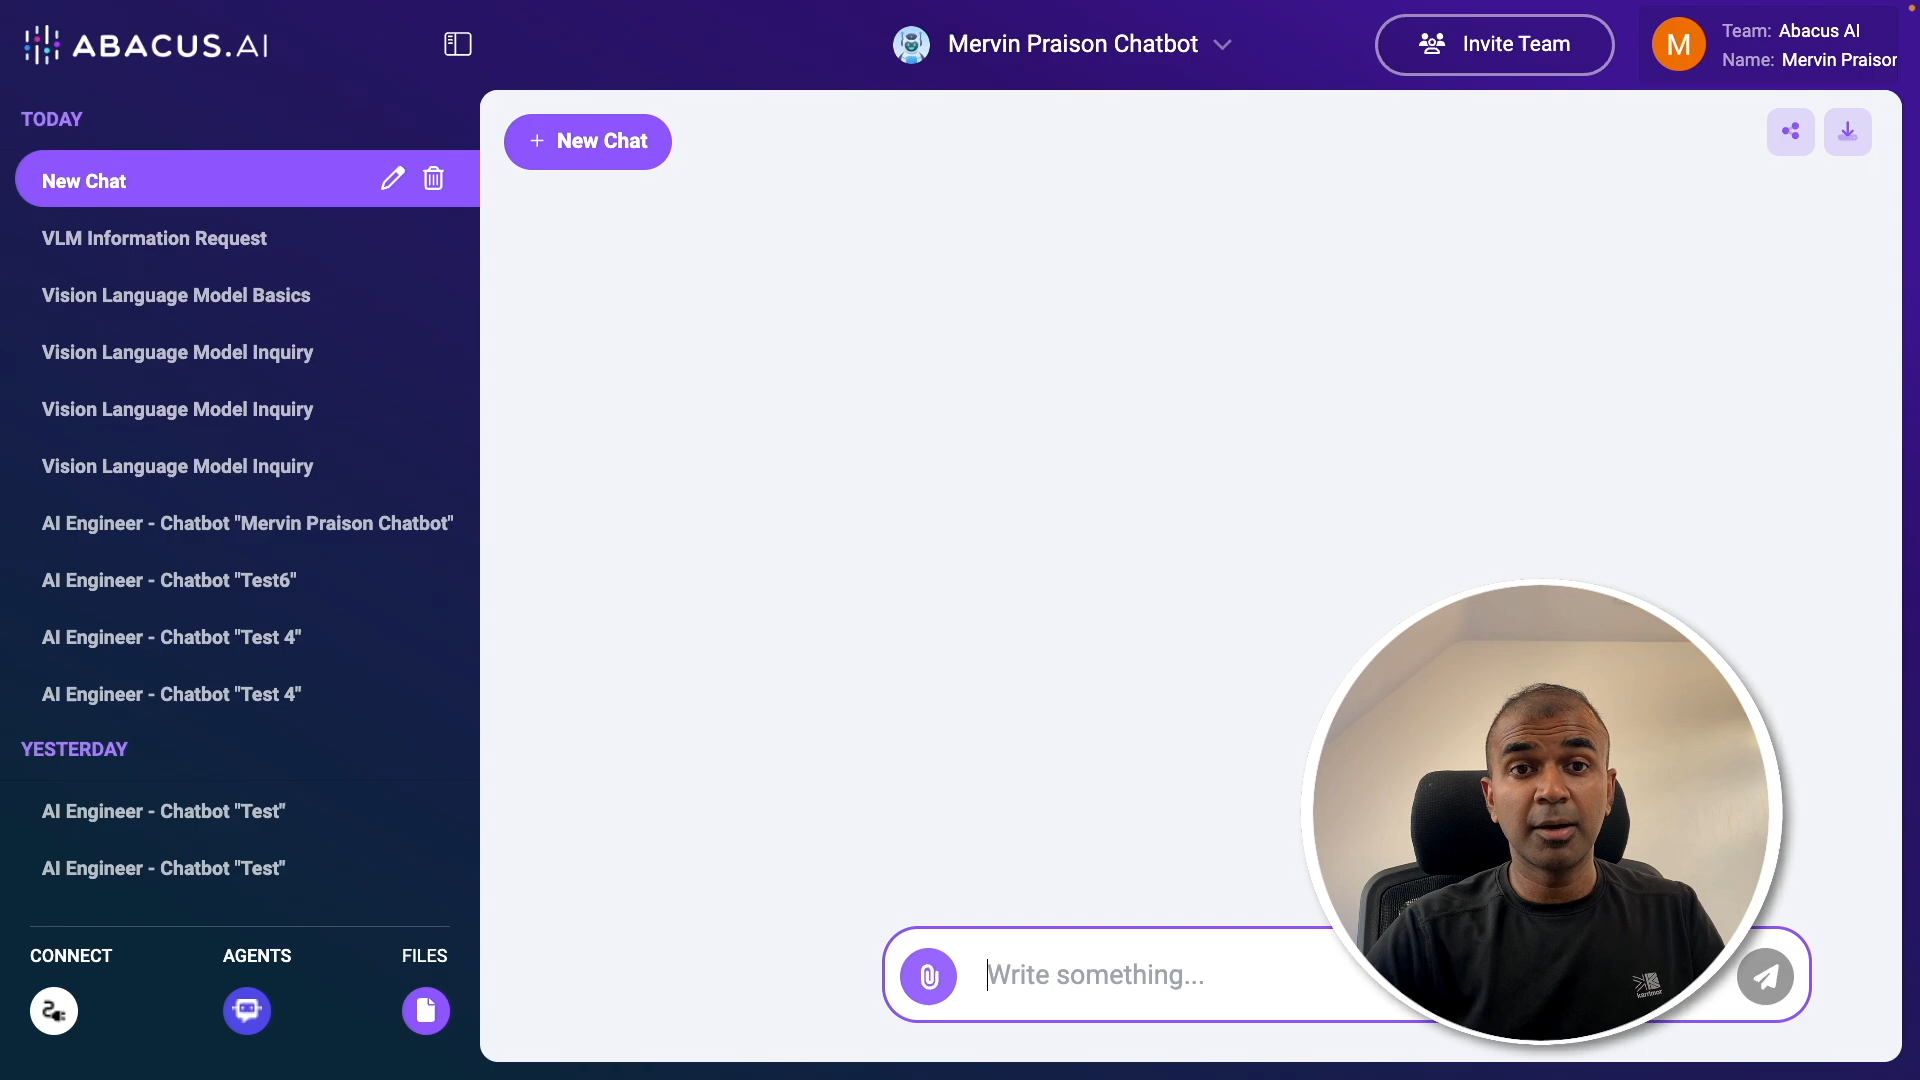 ABACUS.AI
Mervin Praison Chatbot
Invite Team
M
Team: Abacus AI
Name: Mervin Praison
TODAY
New Chat
VLM Information Request
Vision Language Model Basics
Vision Language Model Inquiry
Vision Language Model Inquiry
Vision Language Model Inquiry
AI Engineer - Chatbot "Mervin Praison Chatbot"
AI Engineer - Chatbot "Test6"
AI Engineer - Chatbot "Test 4"
AI Engineer - Chatbot "Test 4"
YESTERDAY
AI Engineer - Chatbot "Test"
AI Engineer - Chatbot "Test"
CONNECT
AGENTS
FILES
+ New Chat
Write something...
karrimor